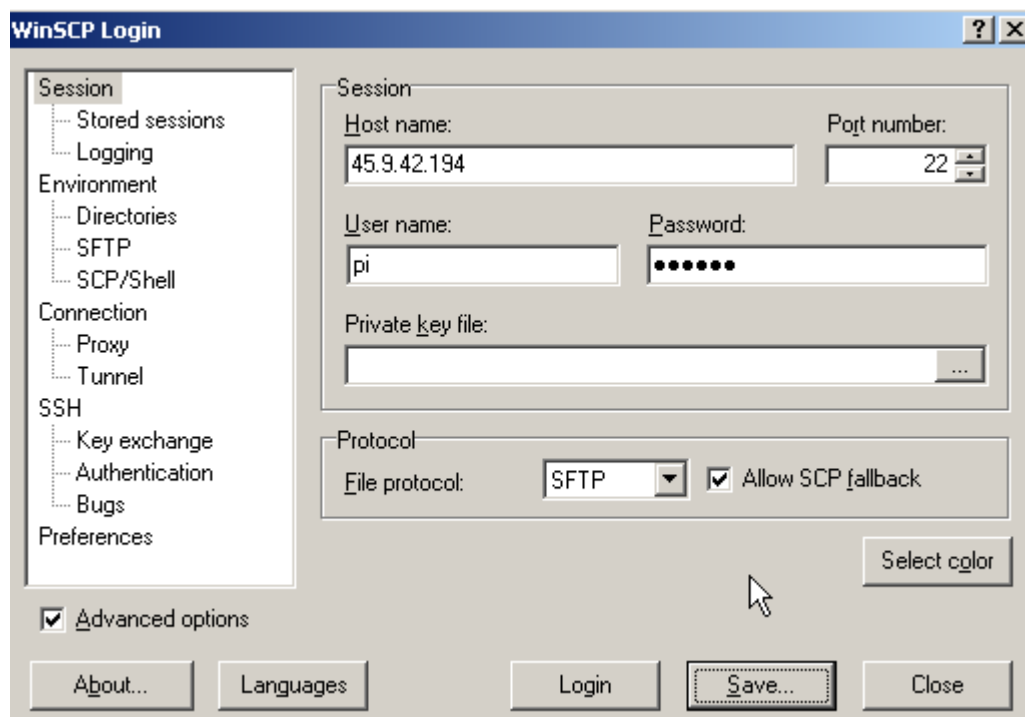 WinSCP Login
Session
Stored sessions
Logging
Environment
Directories
SFTP
SCP/Shell
Connection
Proxy
Tunnel
SSH
Key exchange
Authentication
Bugs
Preferences
Advanced options
Session
Host name: Port number:
45.9.42.194 22
User name: Password:
pi ●●●●●●
Private key file:
...
Protocol
File protocol: SFTP Allow SCP fallback
Select color
About... Languages Login Save... Close